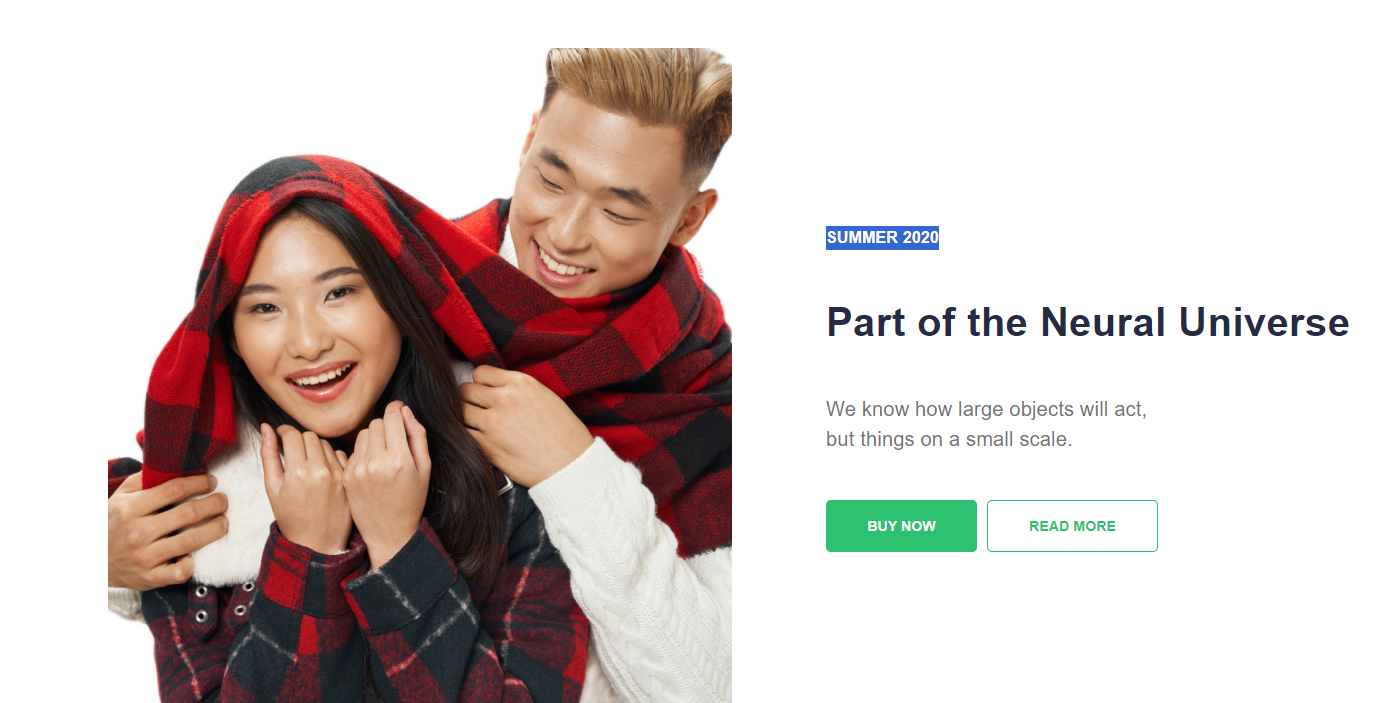 SUMMER 2020
Part of the Neural Universe
We know how large objects will act,
but things on a small scale.
BUY NOW
READ MORE